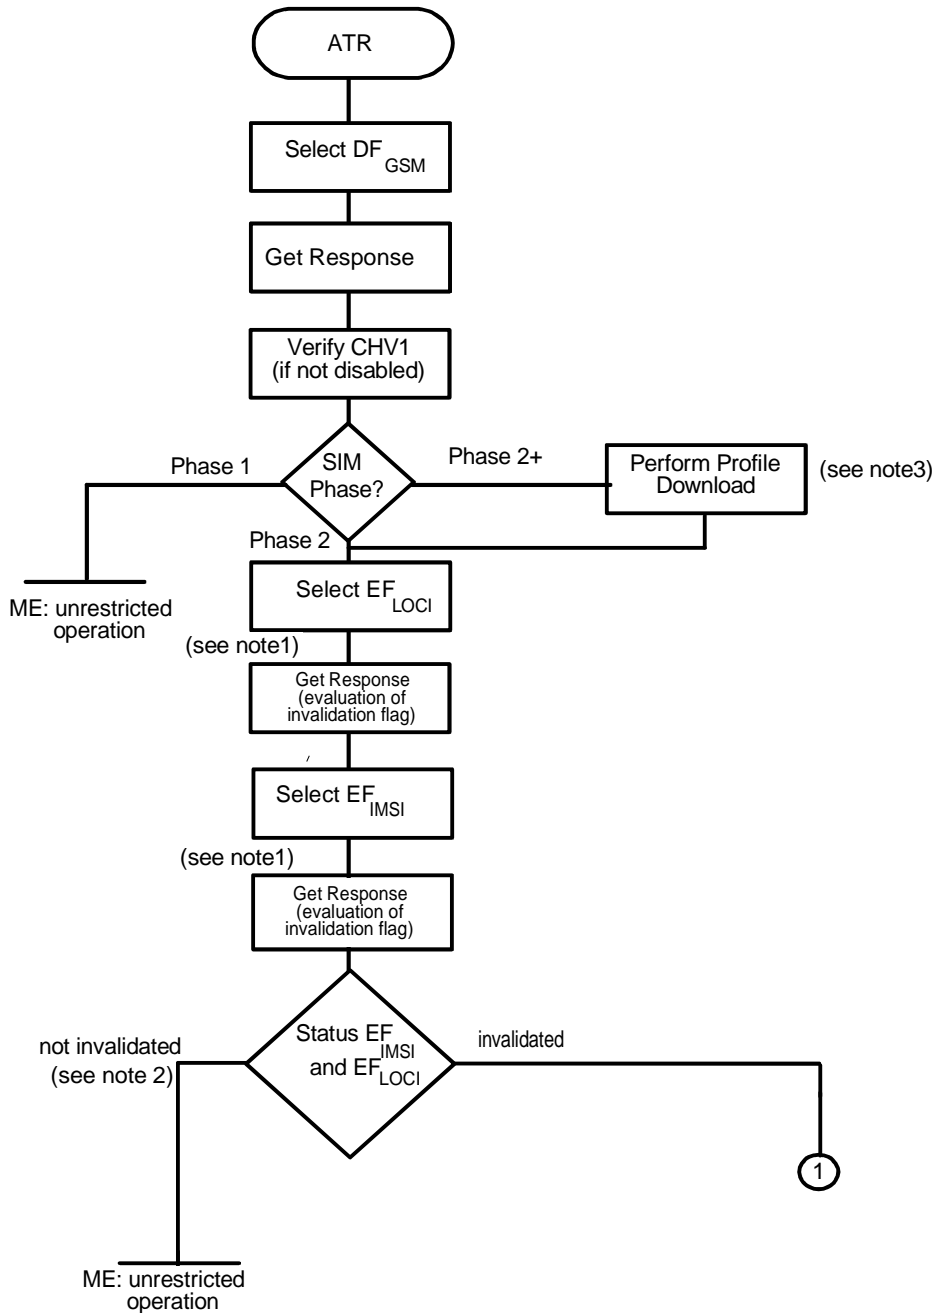 ATR
Select DF GSM
Get Response
Verify CHV1
(if not disabled)
Phase 1
SIM
Phase?
Phase 2+
Perform Profile
Download
(see note3)
Phase 2
Select EF LOCI
ME: unrestricted
operation
(see note1)
Get Response
(evaluation of
invalidation flag)
Select EF IMSI
(see note1)
Get Response
(evaluation of
invalidation flag)
Status EF IMSI
and EF LOCI
not invalidated
(see note 2)
invalidated
1
ME: unrestricted
operation